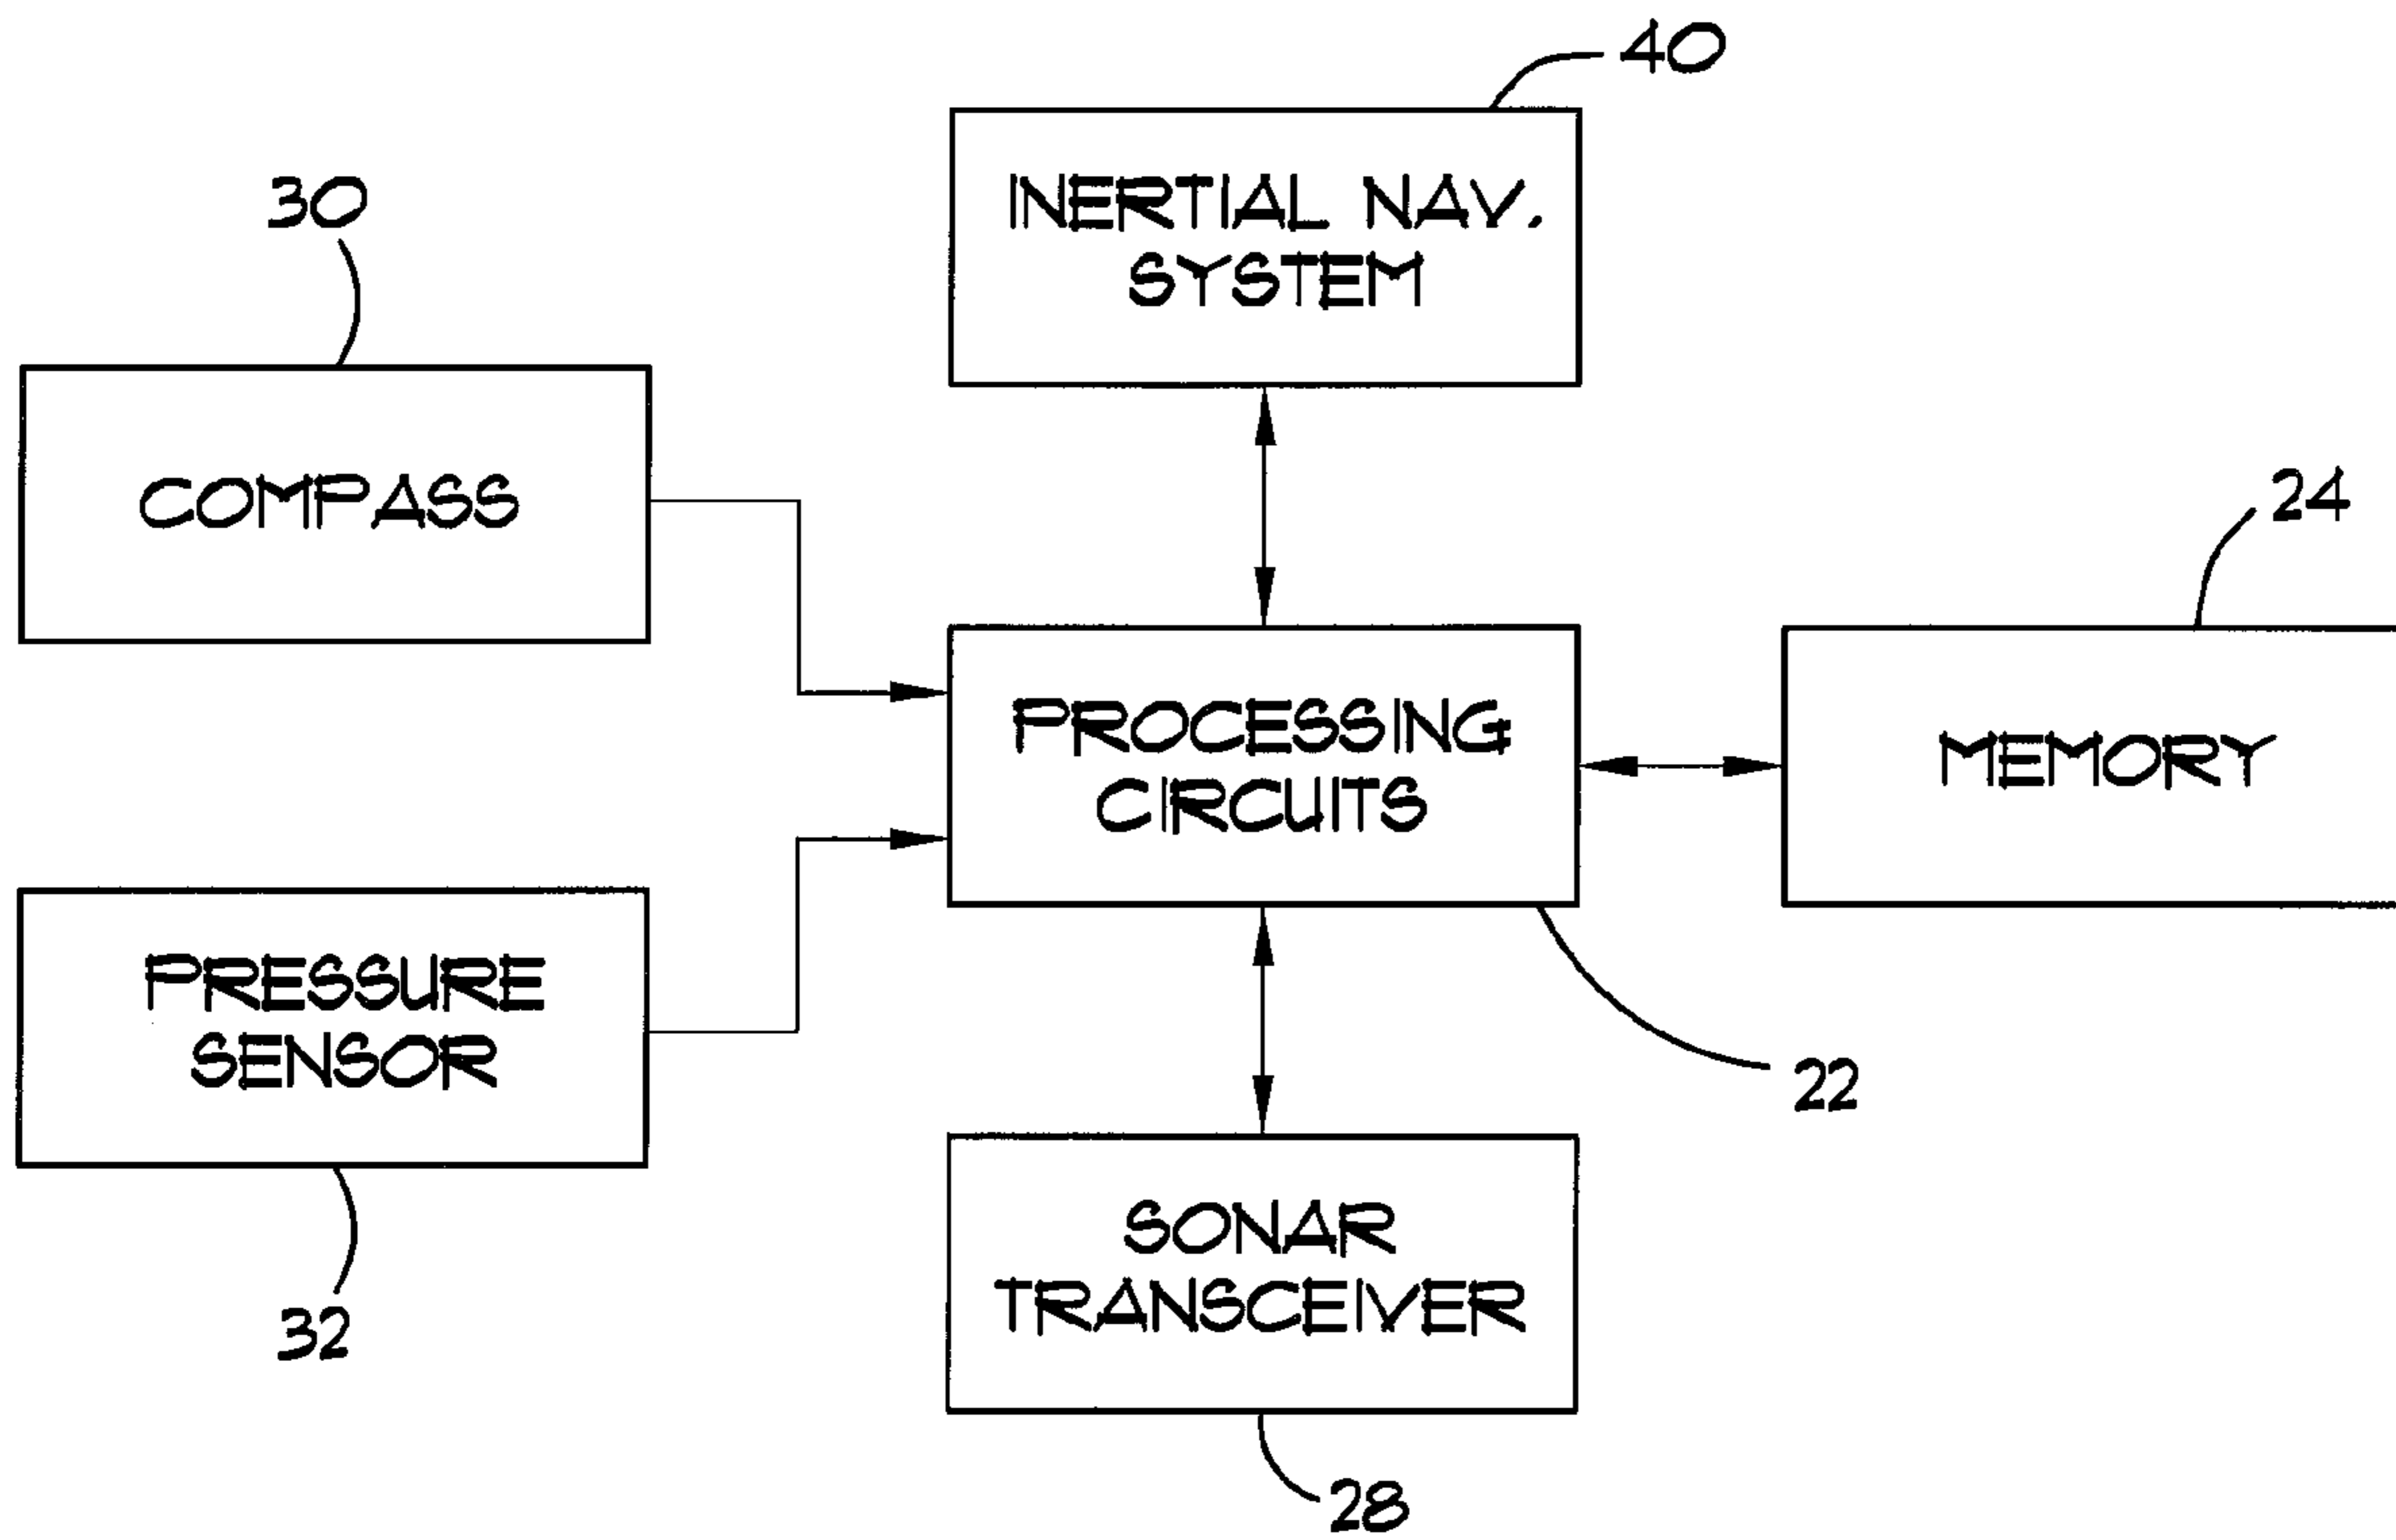 40
INERTIAL NAV.
SYSTEM
30
COMPASS
24
PROCESSING
CIRCUITS
MEMORY
PRESSURE
SENSOR
22
SONAR
TRANSCEIVER
32
28